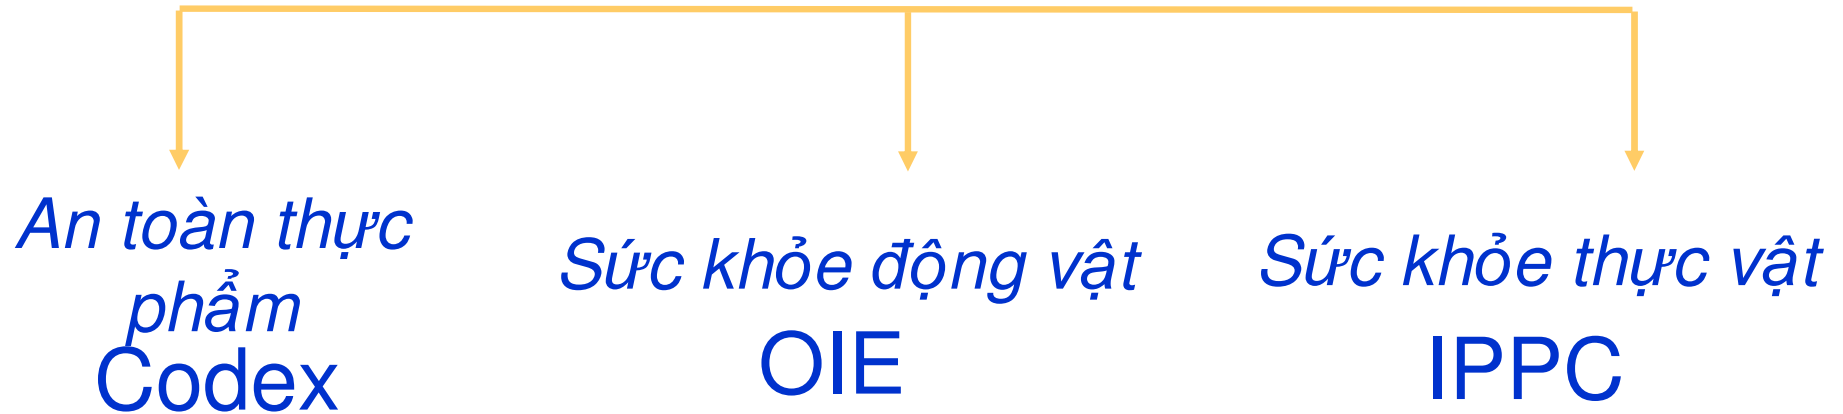 An toàn thực
phẩm
Codex
Sức khỏe động vật
OIE
Sức khỏe thực vật
IPPC